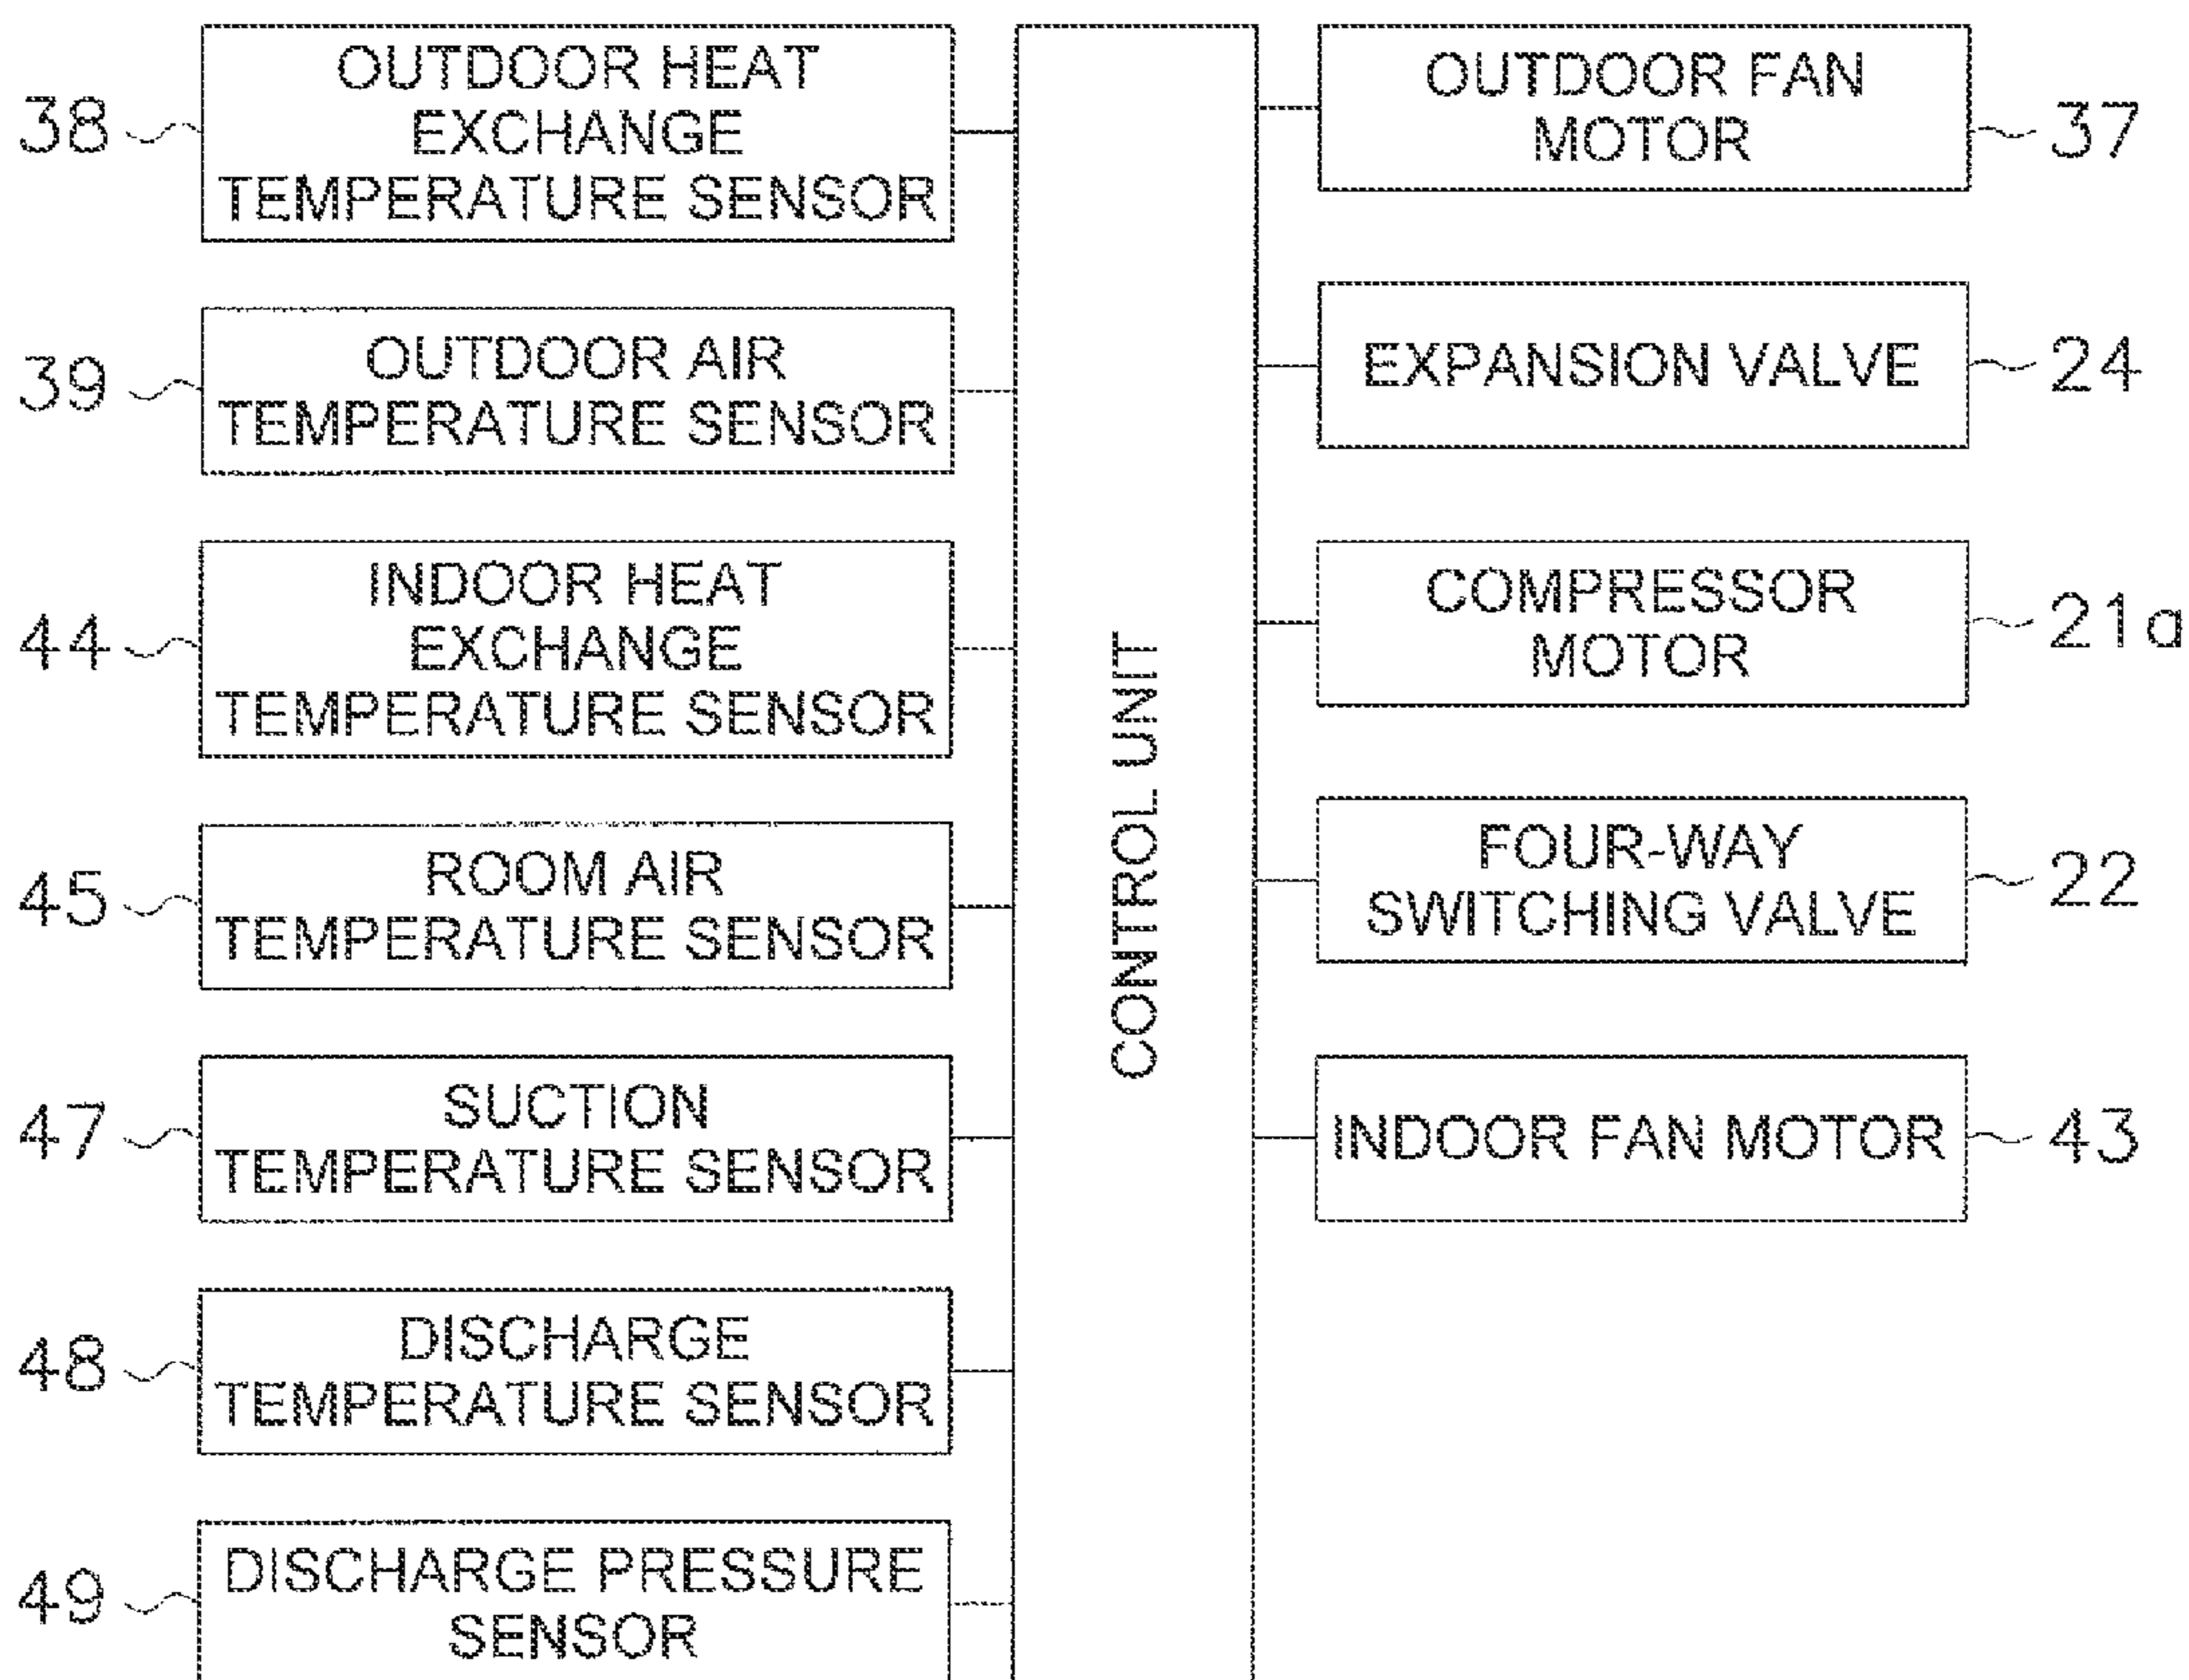 38
OUTDOOR HEAT
EXCHANGE
TEMPERATURE SENSOR
39
OUTDOOR AIR
TEMPERATURE SENSOR
44
INDOOR HEAT
EXCHANGE
TEMPERATURE SENSOR
45
ROOM AIR
TEMPERATURE SENSOR
47
SUCTION
TEMPERATURE SENSOR
48
DISCHARGE
TEMPERATURE SENSOR
49
DISCHARGE PRESSURE
SENSOR
CONTROL UNIT
OUTDOOR FAN
MOTOR
37
EXPANSION VALVE
24
COMPRESSOR
MOTOR
21a
FOUR-WAY
SWITCHING VALVE
22
INDOOR FAN MOTOR
43